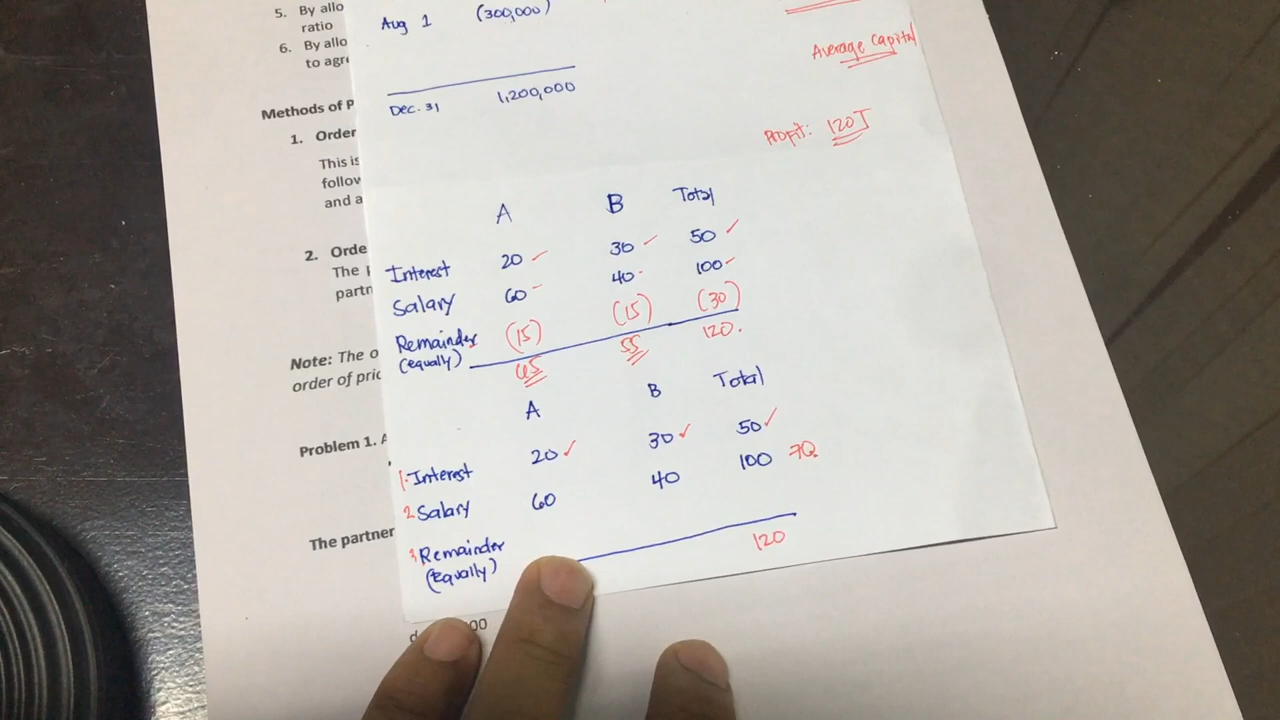 5. By allo
ratio
6. By allo
to agre
Aug 1 (300,000)
Dec. 31 1,200,000
Average Capital
Profit: 120T
Methods of P
1. Order
This is
follow
and a
2. Orde
The
partn
Note: The o
order of pric
Problem 1. A
The partner
A B Total
Interest 20 30 50
Salary 60 40 100
Remainder (15) (15) (30)
(equally) 65 55 120.
A B Total
1. Interest 20 30 50
2 Salary 60 40 100 70
3 Remainder
(Equally) 120
00